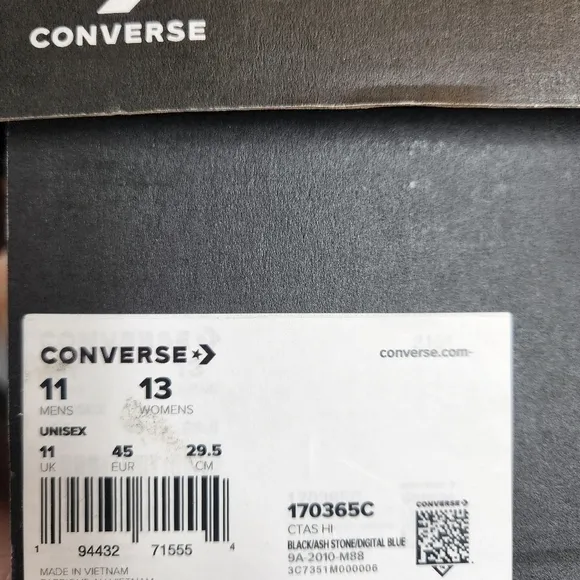 CONVERSE
CONVERSE
converse.com
11 13
MENS WOMENS
UNISEX
11 45 29.5
UK EUR CM
1 94432 71555 4
170365C
CTAS HI
BLACK/ASH STONE/DIGITAL BLUE
9A-2010-M88
3C7351M000006
CONVERSE
MADE IN VIETNAM